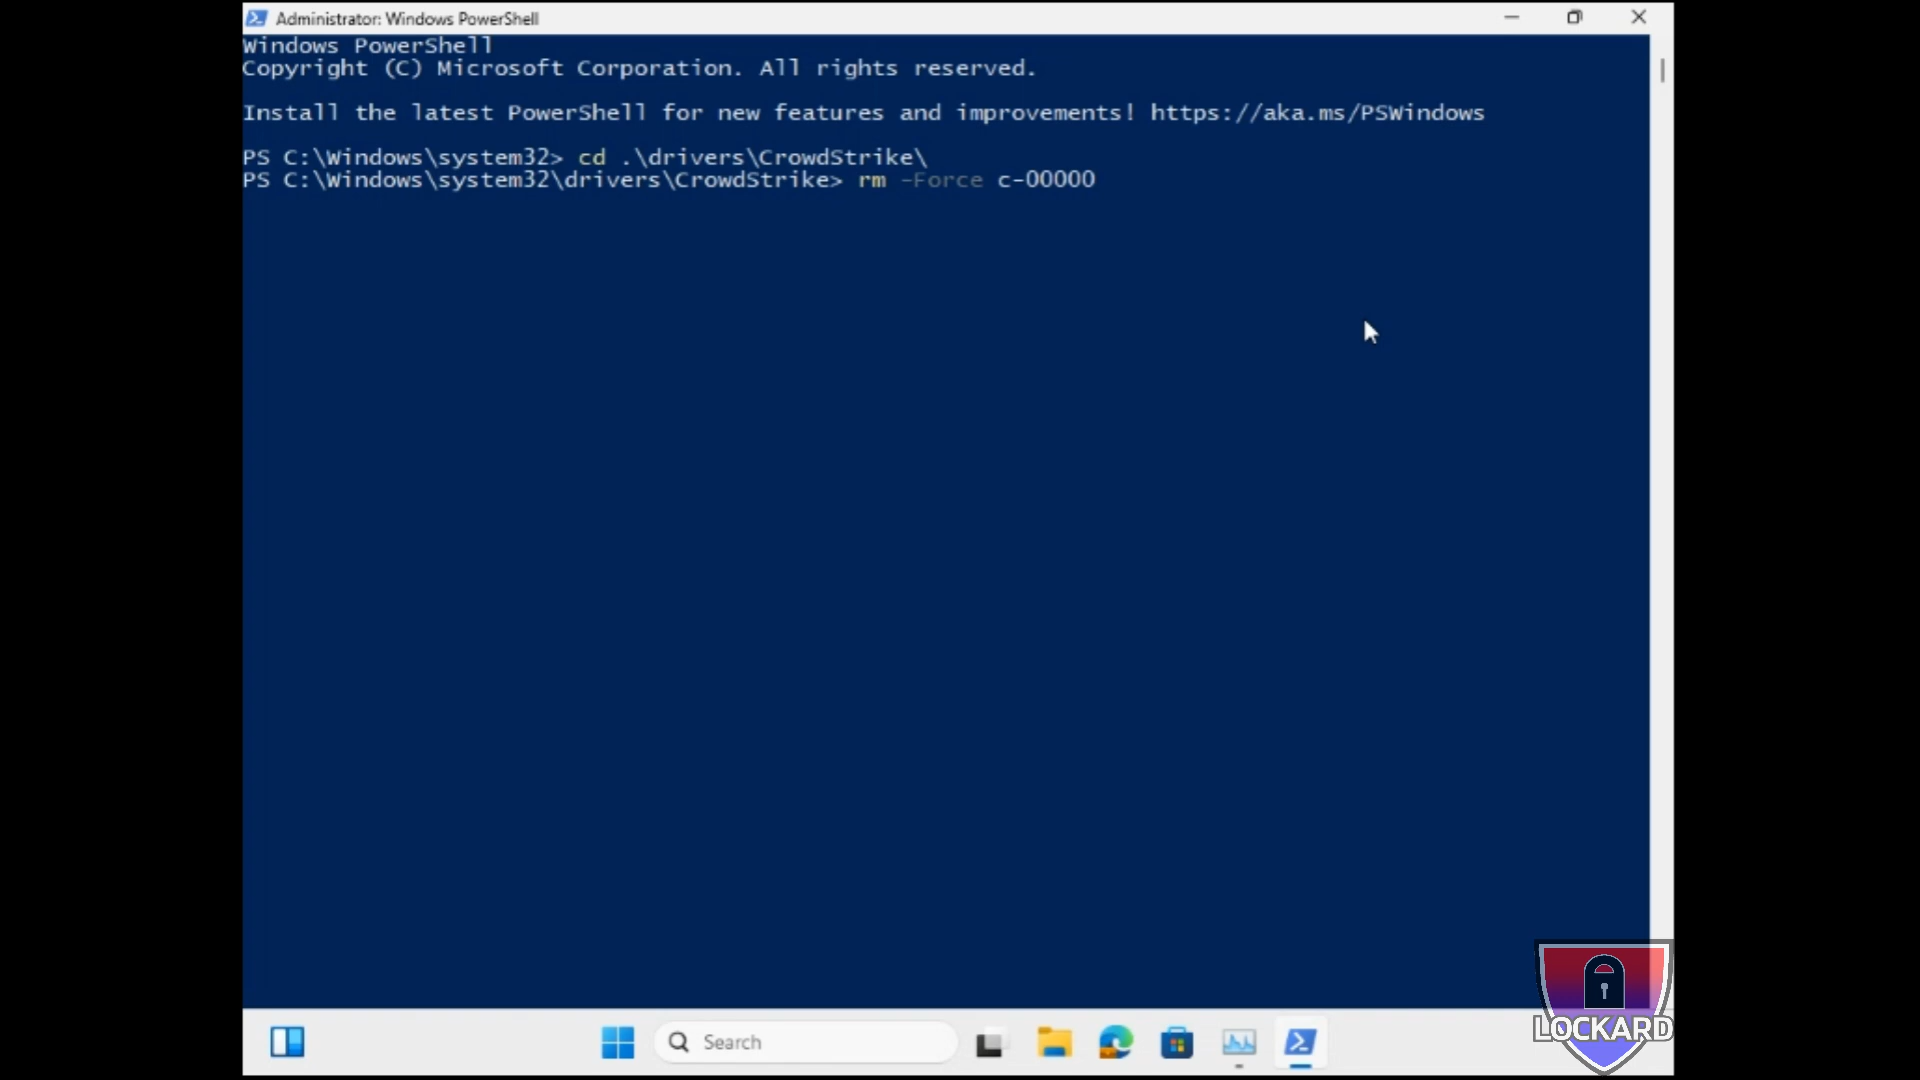 Administrator: Windows PowerShell
Windows PowerShell
Copyright (C) Microsoft Corporation. All rights reserved.
Install the latest PowerShell for new features and improvements! https://aka.ms/PSWindows
PS C:\Windows\system32> cd .\drivers\CrowdStrike\
PS C:\Windows\system32\drivers\CrowdStrike> rm -Force c-00000
Search
LOCKARD